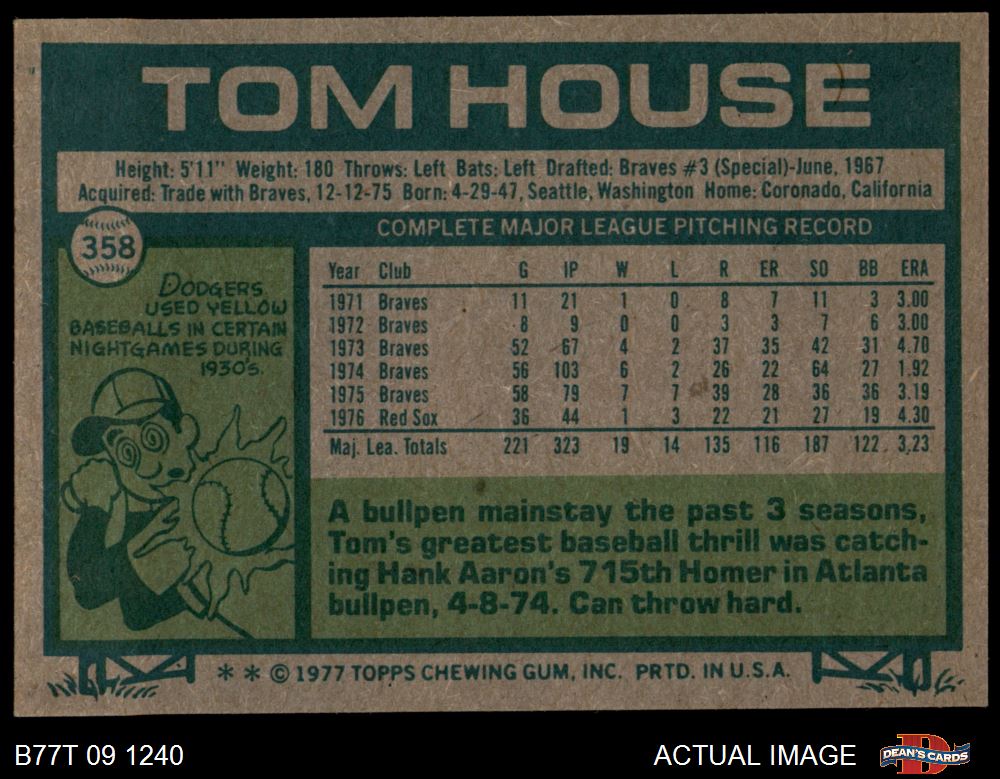 TOM HOUSE
Height: 5'11" Weight: 180 Throws: Left Bats: Left Drafted: Braves #3 (Special)-June, 1967
Acquired: Trade with Braves, 12-12-75 Born: 4-29-47, Seattle, Washington Home: Coronado, California
358
COMPLETE MAJOR LEAGUE PITCHING RECORD
DODGERS
USED YELLOW
BASEBALLS IN CERTAIN
NIGHTGAMES DURING
1930's.
Year Club G IP W L R ER SO BB ERA
1971 Braves 11 21 1 0 8 7 11 3 3.00
1972 Braves 8 9 0 0 3 3 7 6 3.00
1973 Braves 52 67 4 2 37 35 42 31 4.70
1974 Braves 56 103 6 2 26 22 64 27 1.92
1975 Braves 58 79 7 7 39 28 36 36 3.19
1976 Red Sox 36 44 1 3 22 21 27 19 4.30
Maj. Lea. Totals 221 323 19 14 135 116 187 122 3.23
A bullpen mainstay the past 3 seasons,
Tom's greatest baseball thrill was catch-
ing Hank Aaron's 715th Homer in Atlanta
bullpen, 4-8-74. Can throw hard.
* * © 1977 TOPPS CHEWING GUM, INC. PRTD. IN U.S.A.
B77T 09 1240
ACTUAL IMAGE
DEAN'S CARDS